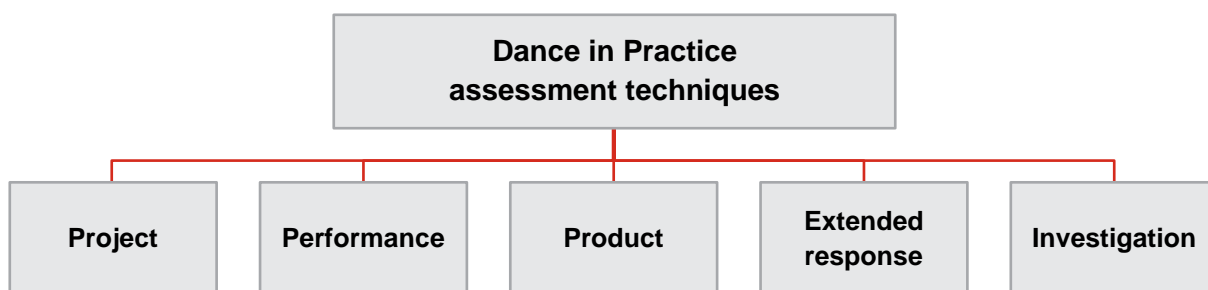 Dance in Practice
assessment techniques
Project
Performance
Product
Extended
response
Investigation